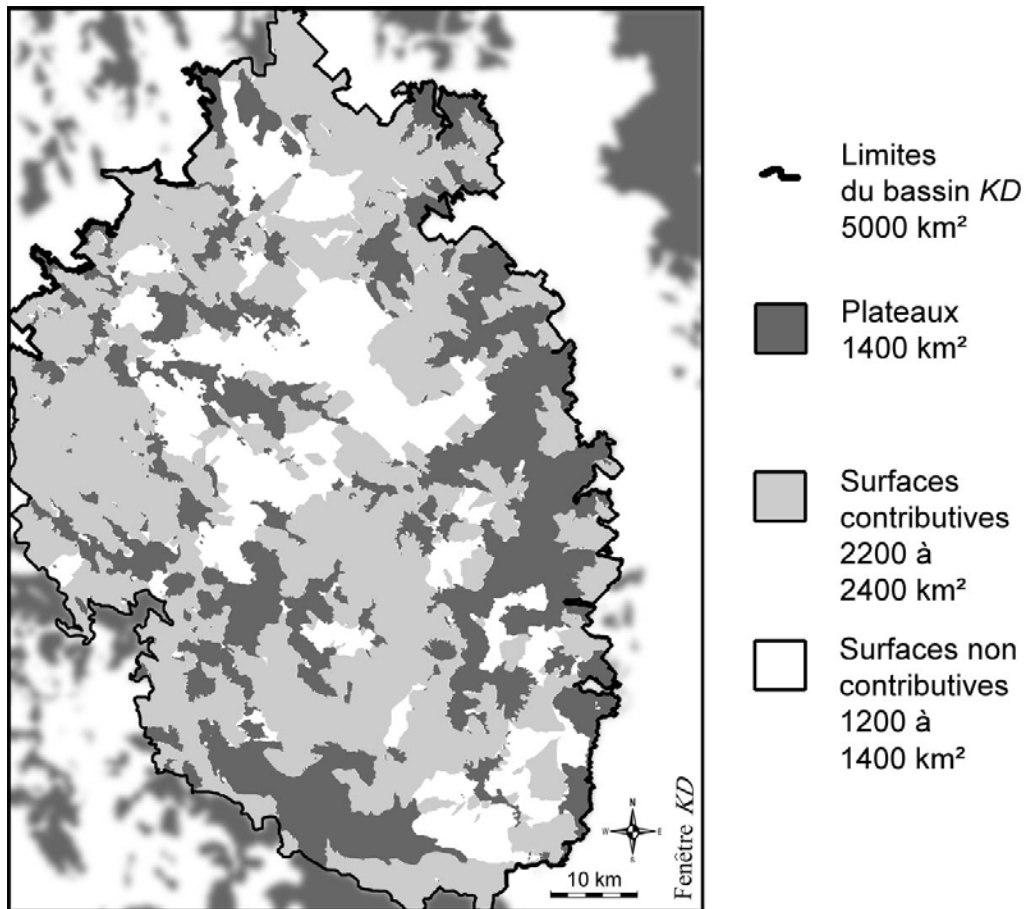 Limites
du bassin KD
5000 km²
Plateaux
1400 km²
Surfaces
contributives
2200 à
2400 km²
Surfaces non
contributives
1200 à
1400 km²
N
W
E
S
10 km
Fenêtre KD